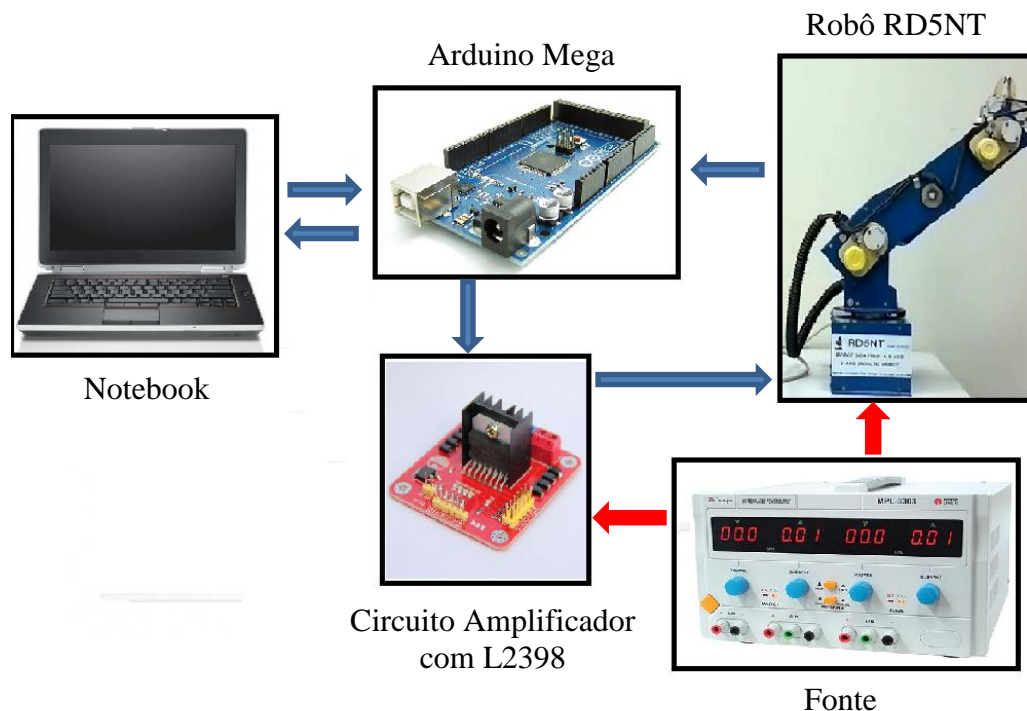 Robô RD5NT
Arduino Mega
RD5NT
Notebook
MPL-3303
00.0 0.01 00.0 0.01
Circuito Amplificador
com L2398
Fonte